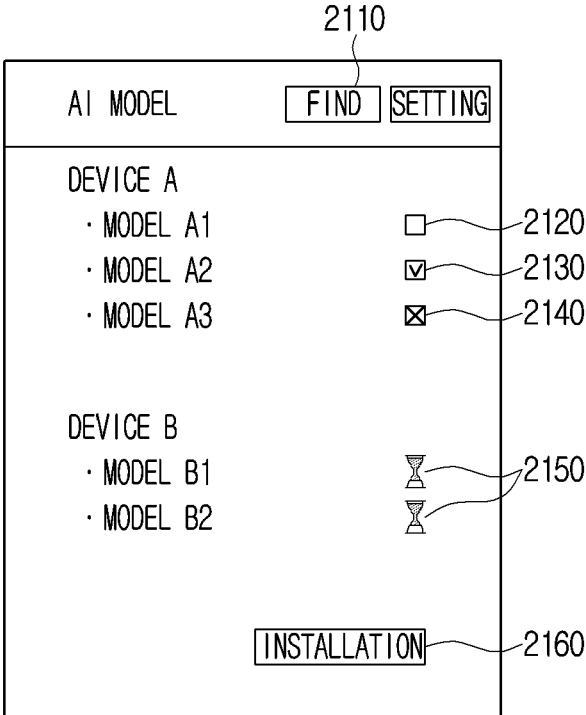 2110
AI MODEL FIND SETTING
DEVICE A
· MODEL A1 2120
· MODEL A2 2130
· MODEL A3 2140
DEVICE B
· MODEL B1 2150
· MODEL B2
INSTALLATION 2160